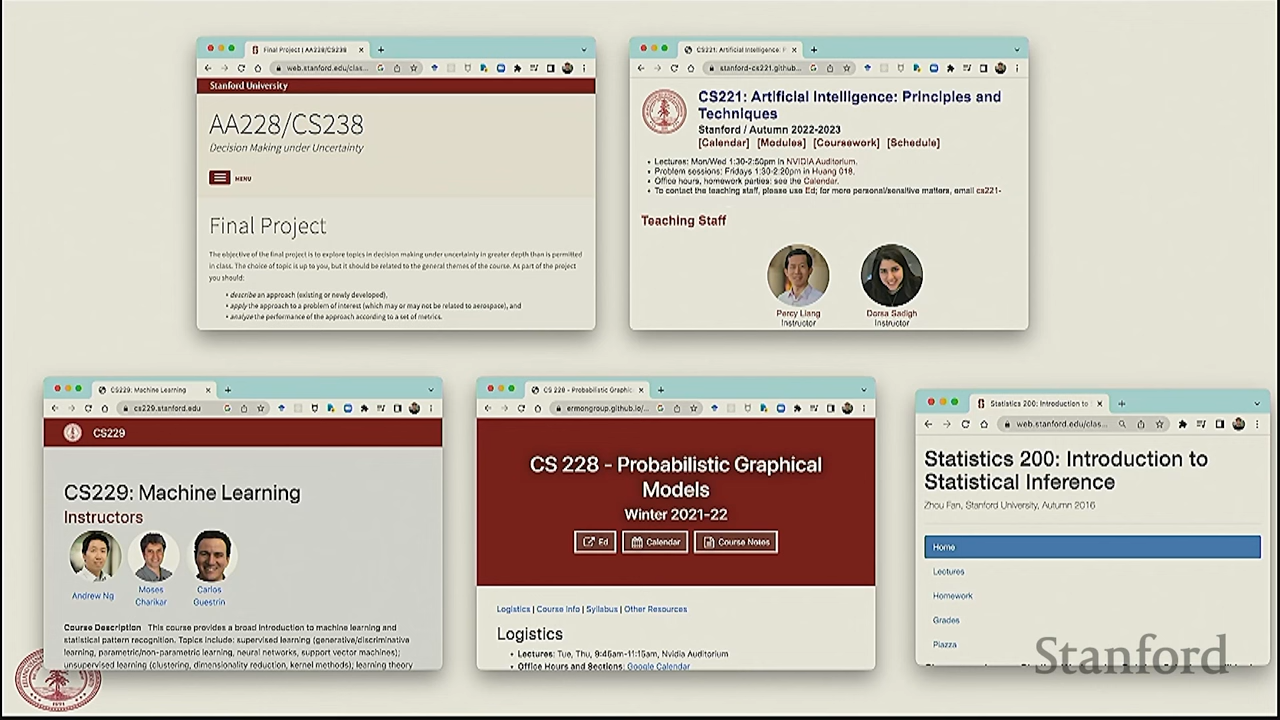 Final Project | AA228/CS238
web.stanford.edu/clas...
Stanford University
AA228/CS238
Decision Making under Uncertainty
MENU
Final Project
The objective of the final project is to explore topics in decision making under uncertainty in greater depth than is permitted
in class. The choice of topic is up to you, but it should be related to the general themes of the course. As part of the project
you should:
• describe an approach (existing or newly developed),
• apply the approach to a problem of interest (which may or may not be related to aerospace), and
• analyze the performance of the approach according to a set of metrics.
CS221: Artificial Intelligence: P
stanford-cs221.github...
CS221: Artificial Intelligence: Principles and
Techniques
Stanford / Autumn 2022-2023
[Calendar] [Modules] [Coursework] [Schedule]
• Lectures: Mon/Wed 1:30-2:50pm in NVIDIA Auditorium.
• Problem sessions: Fridays 1:30-2:20pm in Huang 018.
• Office hours, homework parties: see the Calendar.
• To contact the teaching staff, please use Ed; for more personal/sensitive matters, email cs221-
Teaching Staff
Percy Liang
Instructor
Dorsa Sadigh
Instructor
CS229: Machine Learning
cs229.stanford.edu
CS229
CS229: Machine Learning
Instructors
Andrew Ng
Moses
Charikar
Carlos
Guestrin
Course Description This course provides a broad introduction to machine learning and
statistical pattern recognition. Topics include: supervised learning (generative/discriminative
learning, parametric/non-parametric learning, neural networks, support vector machines);
unsupervised learning (clustering, dimensionality reduction, kernel methods); learning theory
CS 228 - Probabilistic Graphic
ermongroup.github.io/...
CS 228 - Probabilistic Graphical
Models
Winter 2021-22
Ed Calendar Course Notes
Logistics | Course Info | Syllabus | Other Resources
Logistics
• Lectures: Tue, Thu, 9:45am-11:15am, Nvidia Auditorium
• Office Hours and Sections: Google Calendar
Statistics 200: Introduction to
web.stanford.edu/clas...
Statistics 200: Introduction to
Statistical Inference
Zhou Fan, Stanford University, Autumn 2016
Home
Lectures
Homework
Grades
Piazza
Stanford
1891